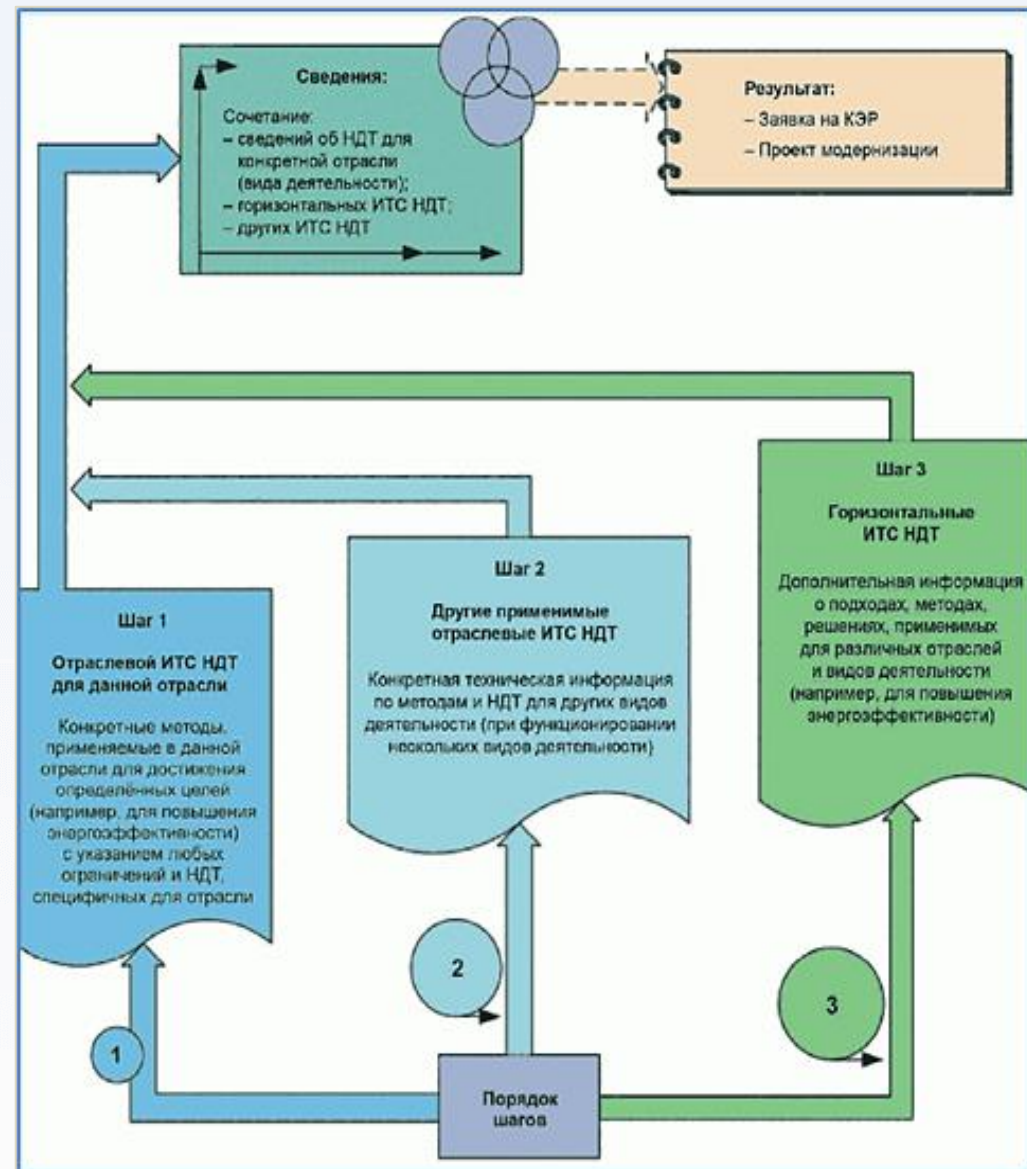 Сведения:
Сочетание:
– сведений об НДТ для
конкретной отрасли
(вида деятельности);
– горизонтальных ИТС НДТ;
– других ИТС НДТ
Результат:
– Заявка на КЭР
– Проект модернизации
Шаг 1
Отраслевой ИТС НДТ
для данной отрасли
Конкретные методы,
применяемые в данной
отрасли для достижения
определённых целей
(например, для повышения
энергоэффективности)
с указанием любых
ограничений и НДТ,
специфичных для отрасли
Шаг 2
Другие применимые
отраслевые ИТС НДТ
Конкретная техническая информация
по методам и НДТ для других видов
деятельности (при функционировании
нескольких видов деятельности)
Шаг 3
Горизонтальные
ИТС НДТ
Дополнительная информация
о подходах, методах,
решениях, применимых
для различных отраслей
и видов деятельности
(например, для повышения
энергоэффективности)
1
2
3
Порядок
шагов